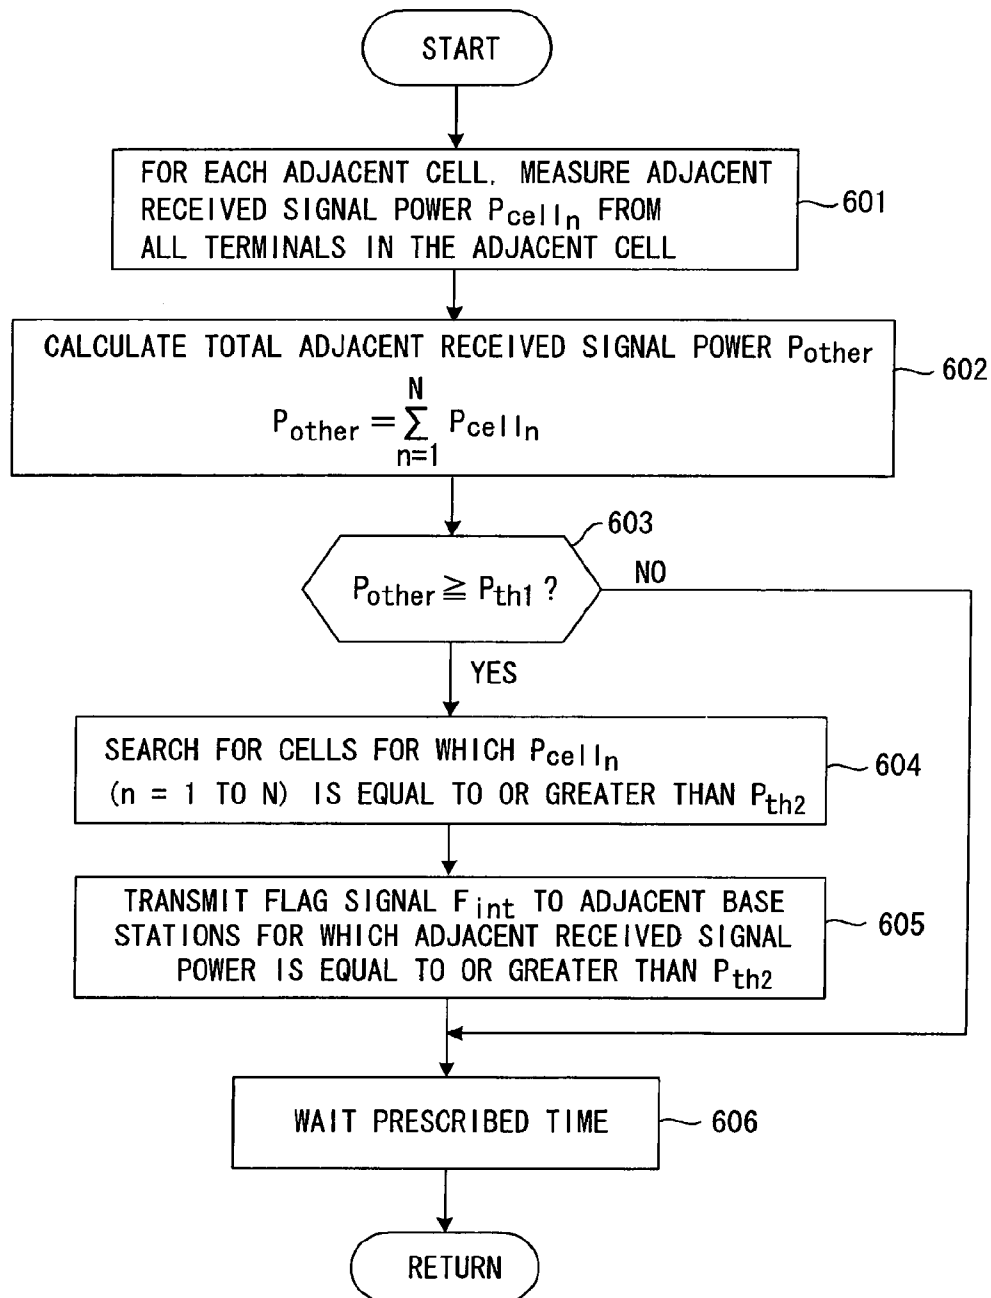 START
FOR EACH ADJACENT CELL, MEASURE ADJACENT
RECEIVED SIGNAL POWER Pcelln FROM
ALL TERMINALS IN THE ADJACENT CELL
601
CALCULATE TOTAL ADJACENT RECEIVED SIGNAL POWER Pother
Pother = N Σ n=1 Pcelln
602
603
Pother ≧ Pth1 ?
NO
YES
SEARCH FOR CELLS FOR WHICH Pcelln
(n = 1 TO N) IS EQUAL TO OR GREATER THAN Pth2
604
TRANSMIT FLAG SIGNAL Fint TO ADJACENT BASE
STATIONS FOR WHICH ADJACENT RECEIVED SIGNAL
POWER IS EQUAL TO OR GREATER THAN Pth2
605
WAIT PRESCRIBED TIME
606
RETURN